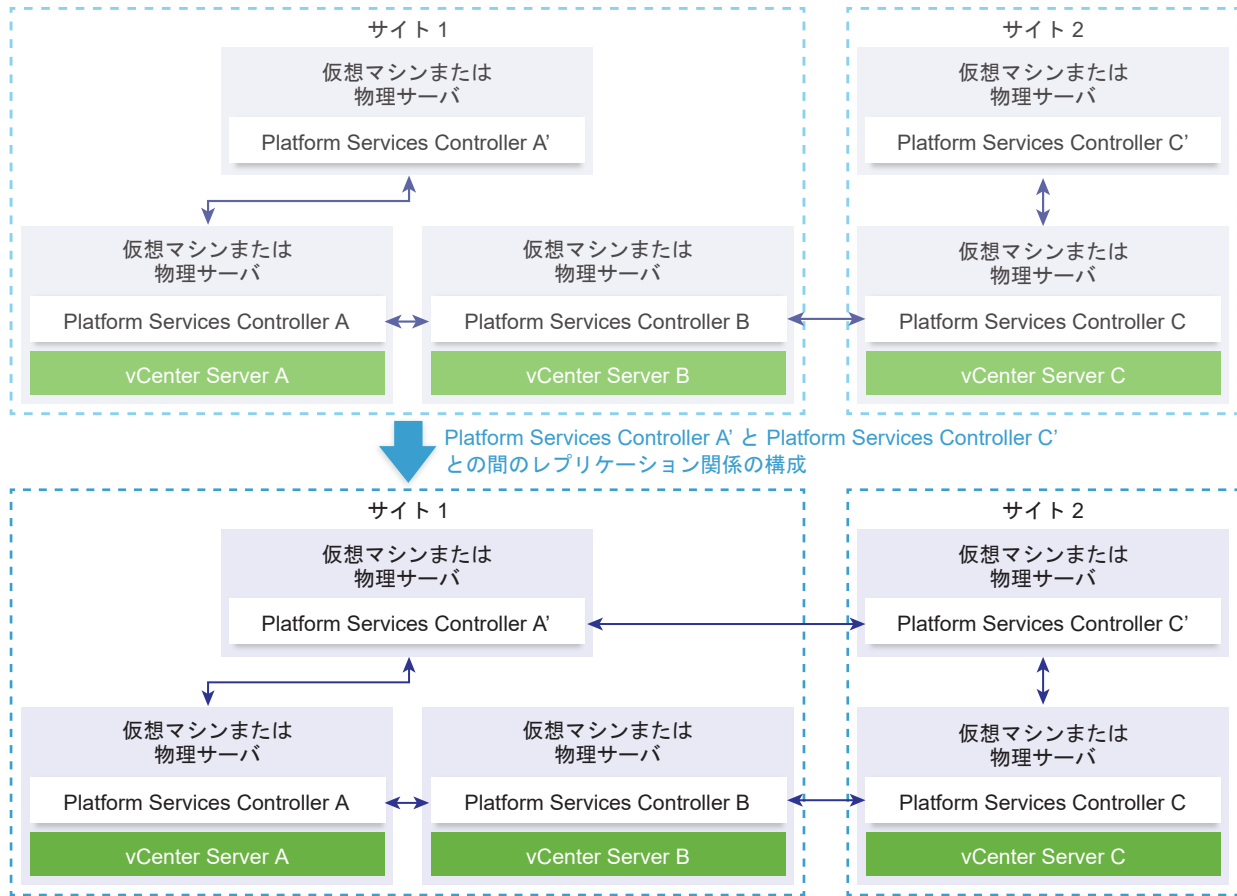 サイト 1
仮想マシンまたは
物理サーバ
Platform Services Controller A’
仮想マシンまたは
物理サーバ
Platform Services Controller A
vCenter Server A
仮想マシンまたは
物理サーバ
Platform Services Controller B
vCenter Server B
サイト 2
仮想マシンまたは
物理サーバ
Platform Services Controller C’
仮想マシンまたは
物理サーバ
Platform Services Controller C
vCenter Server C
Platform Services Controller A’ と Platform Services Controller C’
との間のレプリケーション関係の構成
サイト 1
仮想マシンまたは
物理サーバ
Platform Services Controller A’
仮想マシンまたは
物理サーバ
Platform Services Controller A
vCenter Server A
仮想マシンまたは
物理サーバ
Platform Services Controller B
vCenter Server B
サイト 2
仮想マシンまたは
物理サーバ
Platform Services Controller C’
仮想マシンまたは
物理サーバ
Platform Services Controller C
vCenter Server C